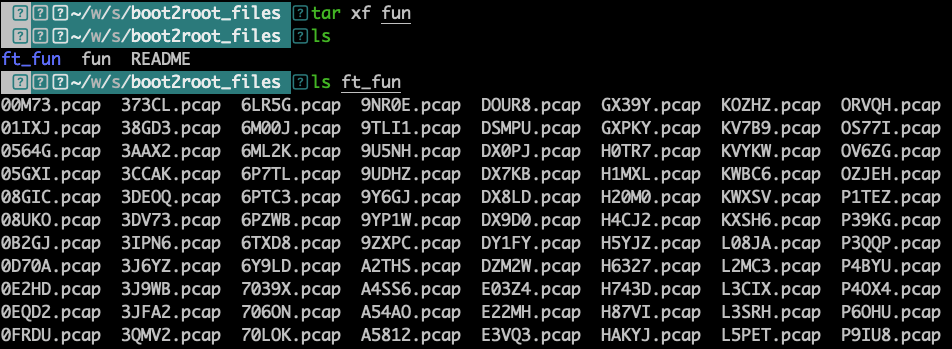 ~/w/s/boot2root_files tar xf fun
~/w/s/boot2root_files ls
ft_fun fun README
~/w/s/boot2root_files ls ft_fun
00M73.pcap 373CL.pcap 6LR5G.pcap 9NR0E.pcap DOUR8.pcap GX39Y.pcap KOZHZ.pcap ORVQH.pcap
01IXJ.pcap 38GD3.pcap 6M00J.pcap 9TLI1.pcap DSMPU.pcap GXPKY.pcap KV7B9.pcap OS77I.pcap
0564G.pcap 3AAX2.pcap 6ML2K.pcap 9U5NH.pcap DX0PJ.pcap H0TR7.pcap KVYKW.pcap OV6ZG.pcap
05GXI.pcap 3CCAK.pcap 6P7TL.pcap 9UDHZ.pcap DX7KB.pcap H1MXL.pcap KWBC6.pcap OZJEH.pcap
08GIC.pcap 3DEOQ.pcap 6PTC3.pcap 9Y6GJ.pcap DX8LD.pcap H20M0.pcap KWXSV.pcap P1TEZ.pcap
08UKO.pcap 3DV73.pcap 6PZWB.pcap 9YP1W.pcap DX9D0.pcap H4CJ2.pcap KXSH6.pcap P39KG.pcap
0B2GJ.pcap 3IPN6.pcap 6TXD8.pcap 9ZXPC.pcap DY1FY.pcap H5YJZ.pcap L08JA.pcap P3QQP.pcap
0D70A.pcap 3J6YZ.pcap 6Y9LD.pcap A2THS.pcap DZM2W.pcap H6327.pcap L2MC3.pcap P4BYU.pcap
0E2HD.pcap 3J9WB.pcap 7039X.pcap A4SS6.pcap E03Z4.pcap H743D.pcap L3CIX.pcap P4OX4.pcap
0EQD2.pcap 3JFA2.pcap 706ON.pcap A54AO.pcap E22MH.pcap H87VI.pcap L3SRH.pcap P6OHU.pcap
0FRDU.pcap 3QMV2.pcap 70LOK.pcap A5812.pcap E3VQ3.pcap HAKYJ.pcap L5PET.pcap P9IU8.pcap